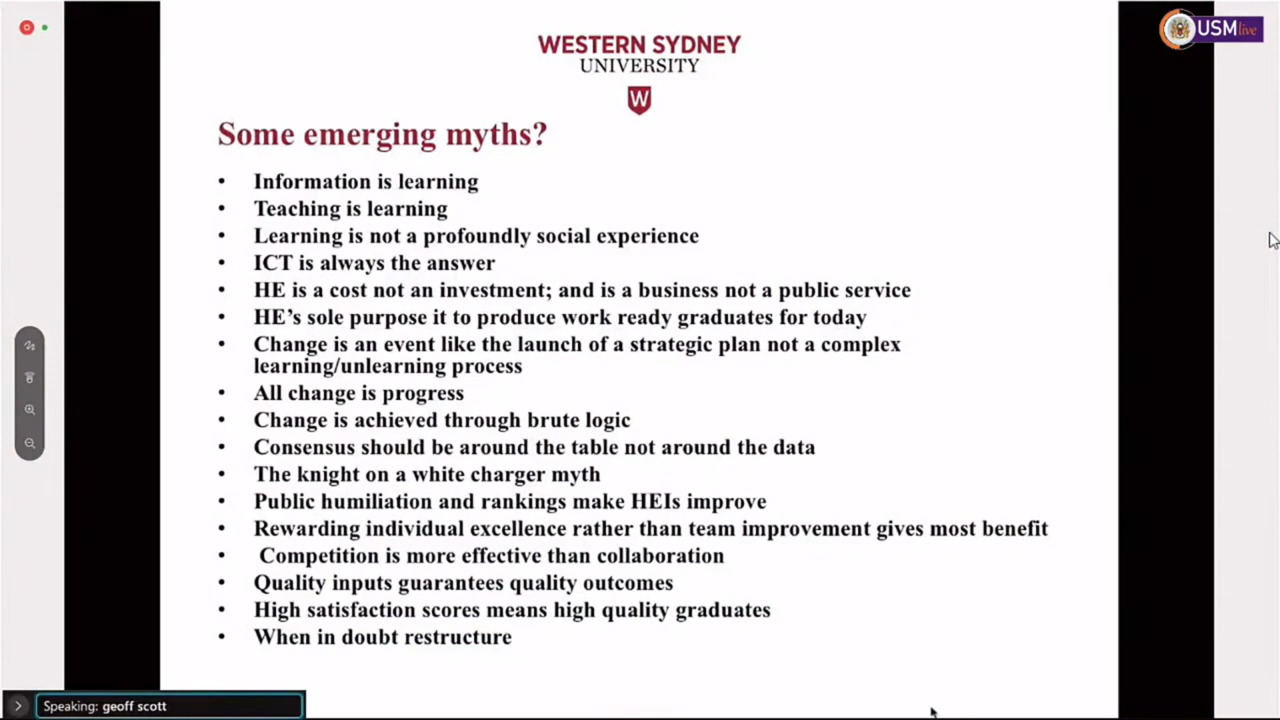 USMlive
WESTERN SYDNEY
UNIVERSITY
W
Some emerging myths?
• Information is learning
• Teaching is learning
• Learning is not a profoundly social experience
• ICT is always the answer
• HE is a cost not an investment; and is a business not a public service
• HE’s sole purpose it to produce work ready graduates for today
• Change is an event like the launch of a strategic plan not a complex
learning/unlearning process
• All change is progress
• Change is achieved through brute logic
• Consensus should be around the table not around the data
• The knight on a white charger myth
• Public humiliation and rankings make HEIs improve
• Rewarding individual excellence rather than team improvement gives most benefit
• Competition is more effective than collaboration
• Quality inputs guarantees quality outcomes
• High satisfaction scores means high quality graduates
• When in doubt restructure
Speaking: geoff scott